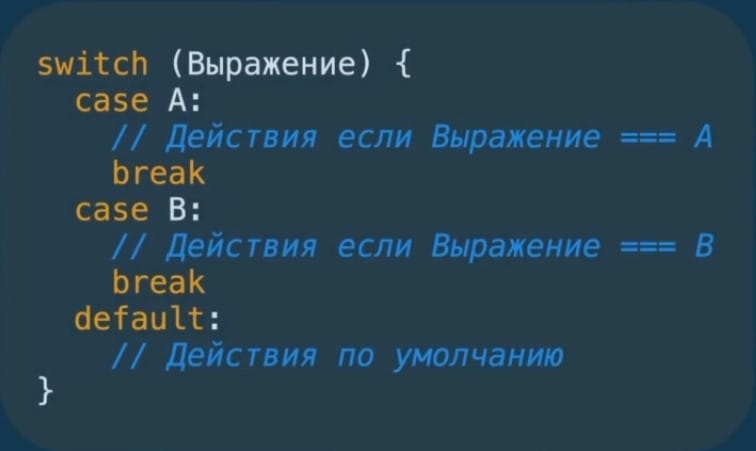 switch (Выражение) {
case A:
// Действия если Выражение === A
break
case B:
// Действия если Выражение === B
break
default:
// Действия по умолчанию
}